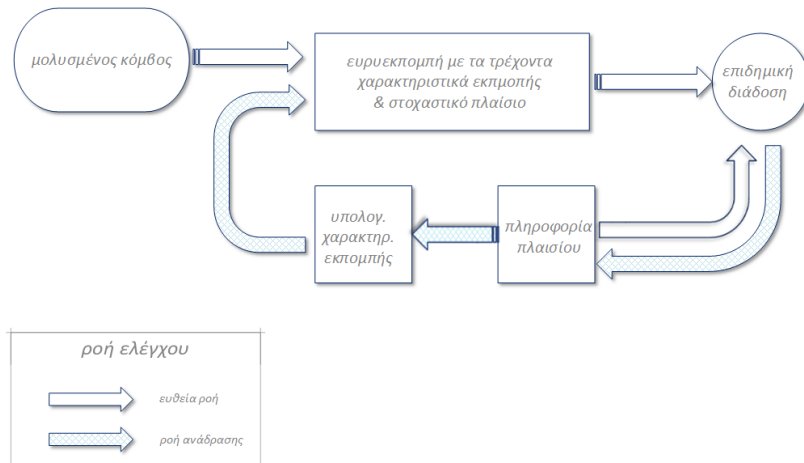 μολυσμένος κόμβος
ευρυεκπομπή με τα τρέχοντα
χαρακτηριστικά εκπμοπής
& στοχαστικό πλαίσιο
επιδημική
διάδοση
υπολογ.
χαρακτηρ.
εκπομπής
πληροφορία
πλαισίου
ροή ελέγχου
ευθεία ροή
ροή ανάδρασης